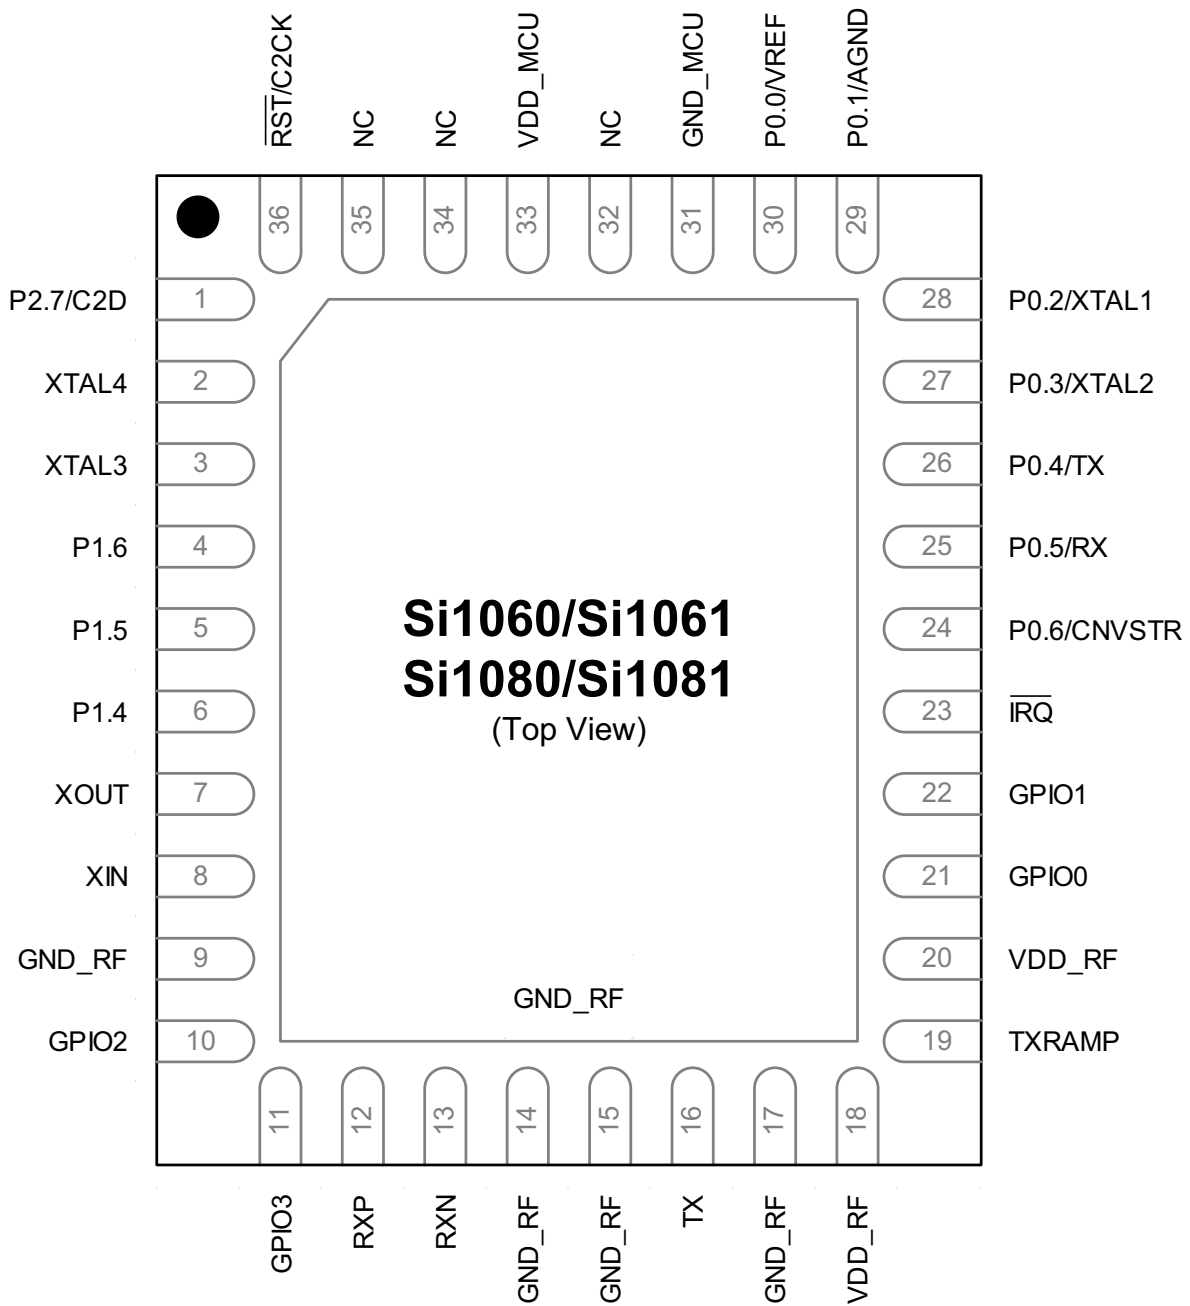 RST/C2CK
NC
NC
VDD_MCU
NC
GND_MCU
P0.0/VREF
P0.1/AGND
36
35
34
33
32
31
30
29
P2.7/C2D
1
28
P0.2/XTAL1
XTAL4
2
27
P0.3/XTAL2
XTAL3
3
26
P0.4/TX
P1.6
4
25
P0.5/RX
P1.5
5
24
P0.6/CNVSTR
P1.4
6
23
IRQ
XOUT
7
22
GPIO1
XIN
8
21
GPIO0
GND_RF
9
20
VDD_RF
GPIO2
10
19
TXRAMP
Si1060/Si1061
Si1080/Si1081
(Top View)
GND_RF
11
12
13
14
15
16
17
18
GPIO3
RXP
RXN
GND_RF
GND_RF
TX
GND_RF
VDD_RF